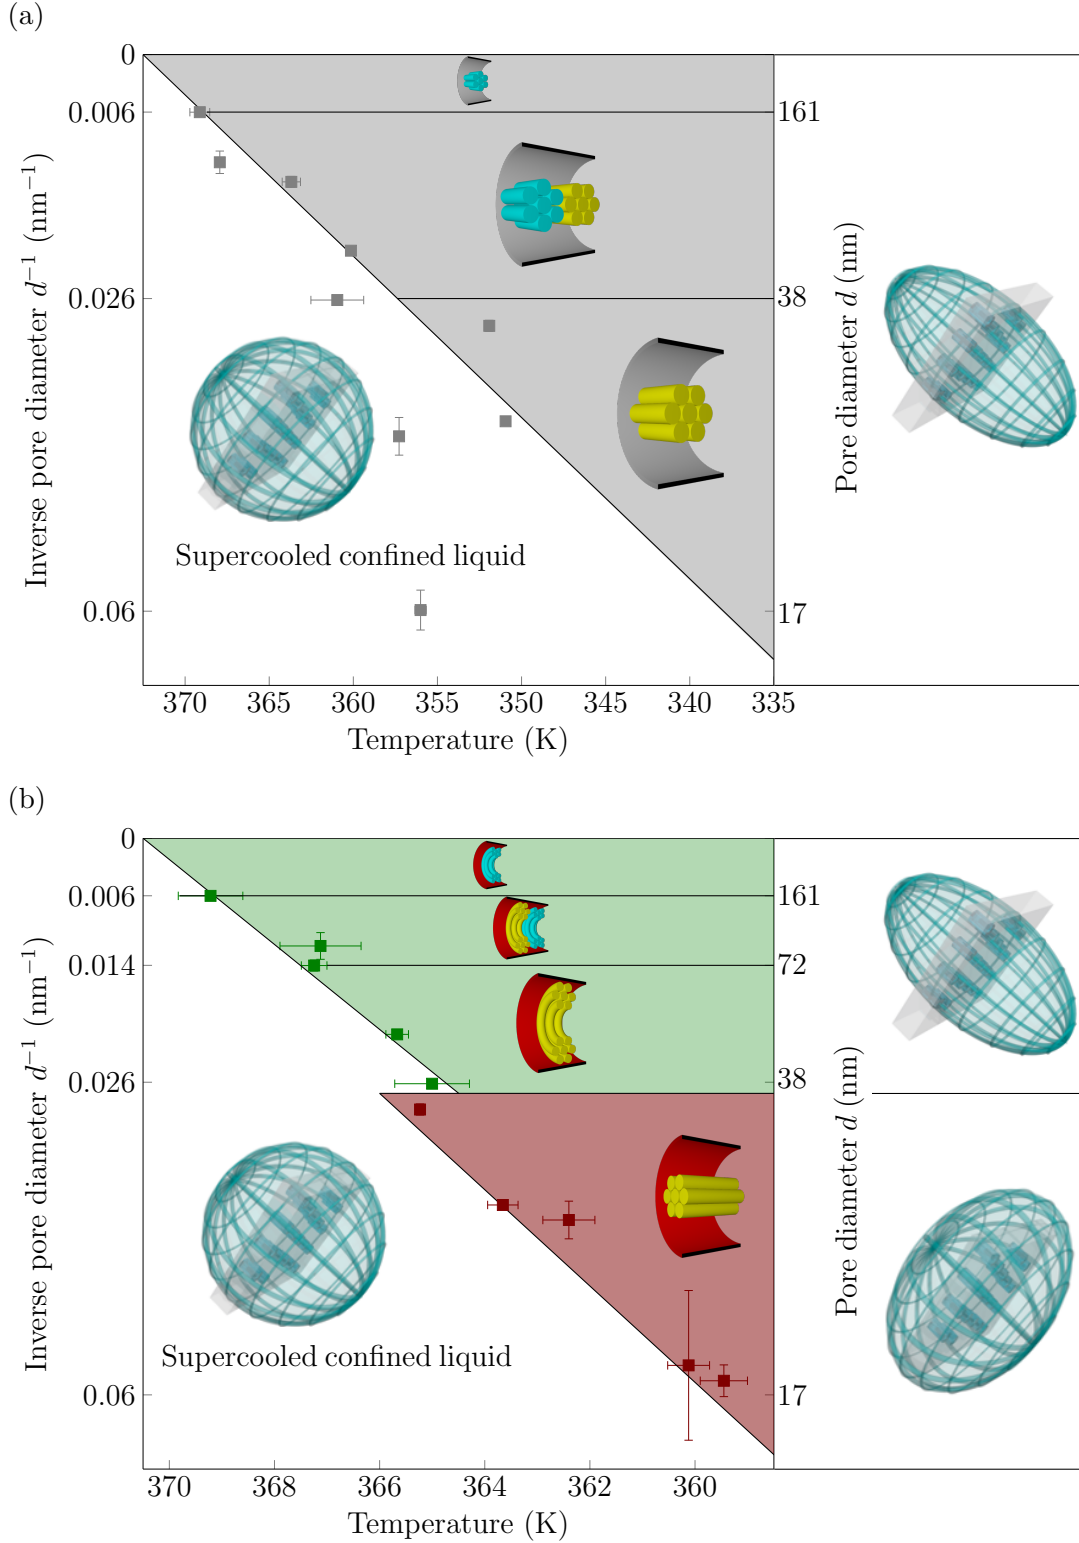 (a)
Inverse pore diameter d⁻¹ (nm⁻¹)
0
0.006
0.026
0.06
161
38
17
Pore diameter d (nm)
Supercooled confined liquid
370 365 360 355 350 345 340 335
Temperature (K)
(b)
Inverse pore diameter d⁻¹ (nm⁻¹)
0
0.006
0.014
0.026
0.06
161
72
38
17
Pore diameter d (nm)
Supercooled confined liquid
370 368 366 364 362 360
Temperature (K)